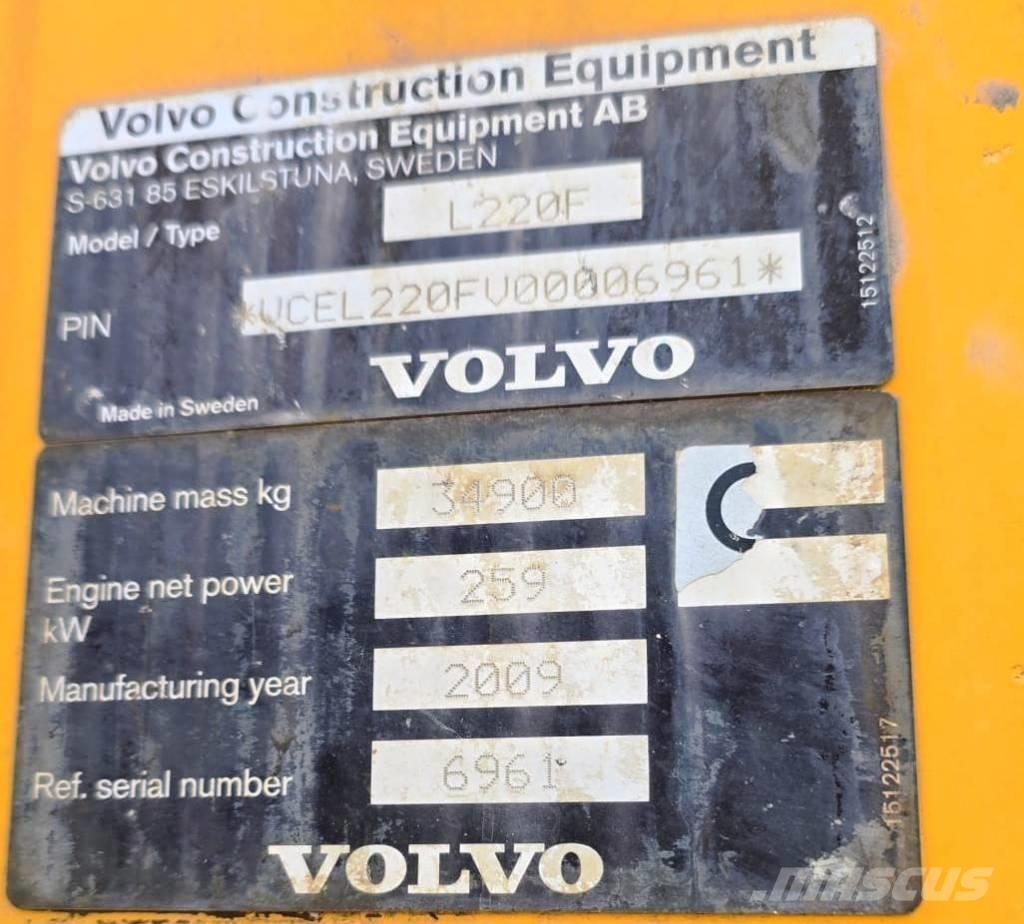 Volvo Construction Equipment
Volvo Construction Equipment AB
S-631 85 ESKILSTUNA, SWEDEN
Model / Type L220F
PIN *VCEL220FV00006961*
VOLVO
Made in Sweden
15122512
Machine mass kg 34900
Engine net power 259
kW
Manufacturing year 2009
Ref. serial number 6961
VOLVO
15122517
MASCUS